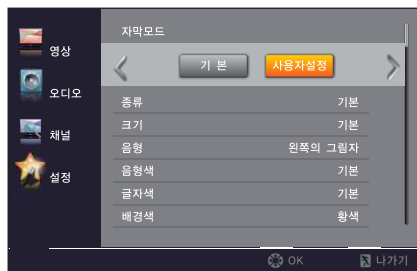 영상
오디오
채널
설정
자막모드
기 본 사용자설정
종류 기본
크기 기본
음형 왼쪽의 그림자
음형색 기본
글자색 기본
배경색 황색
OK 나가기